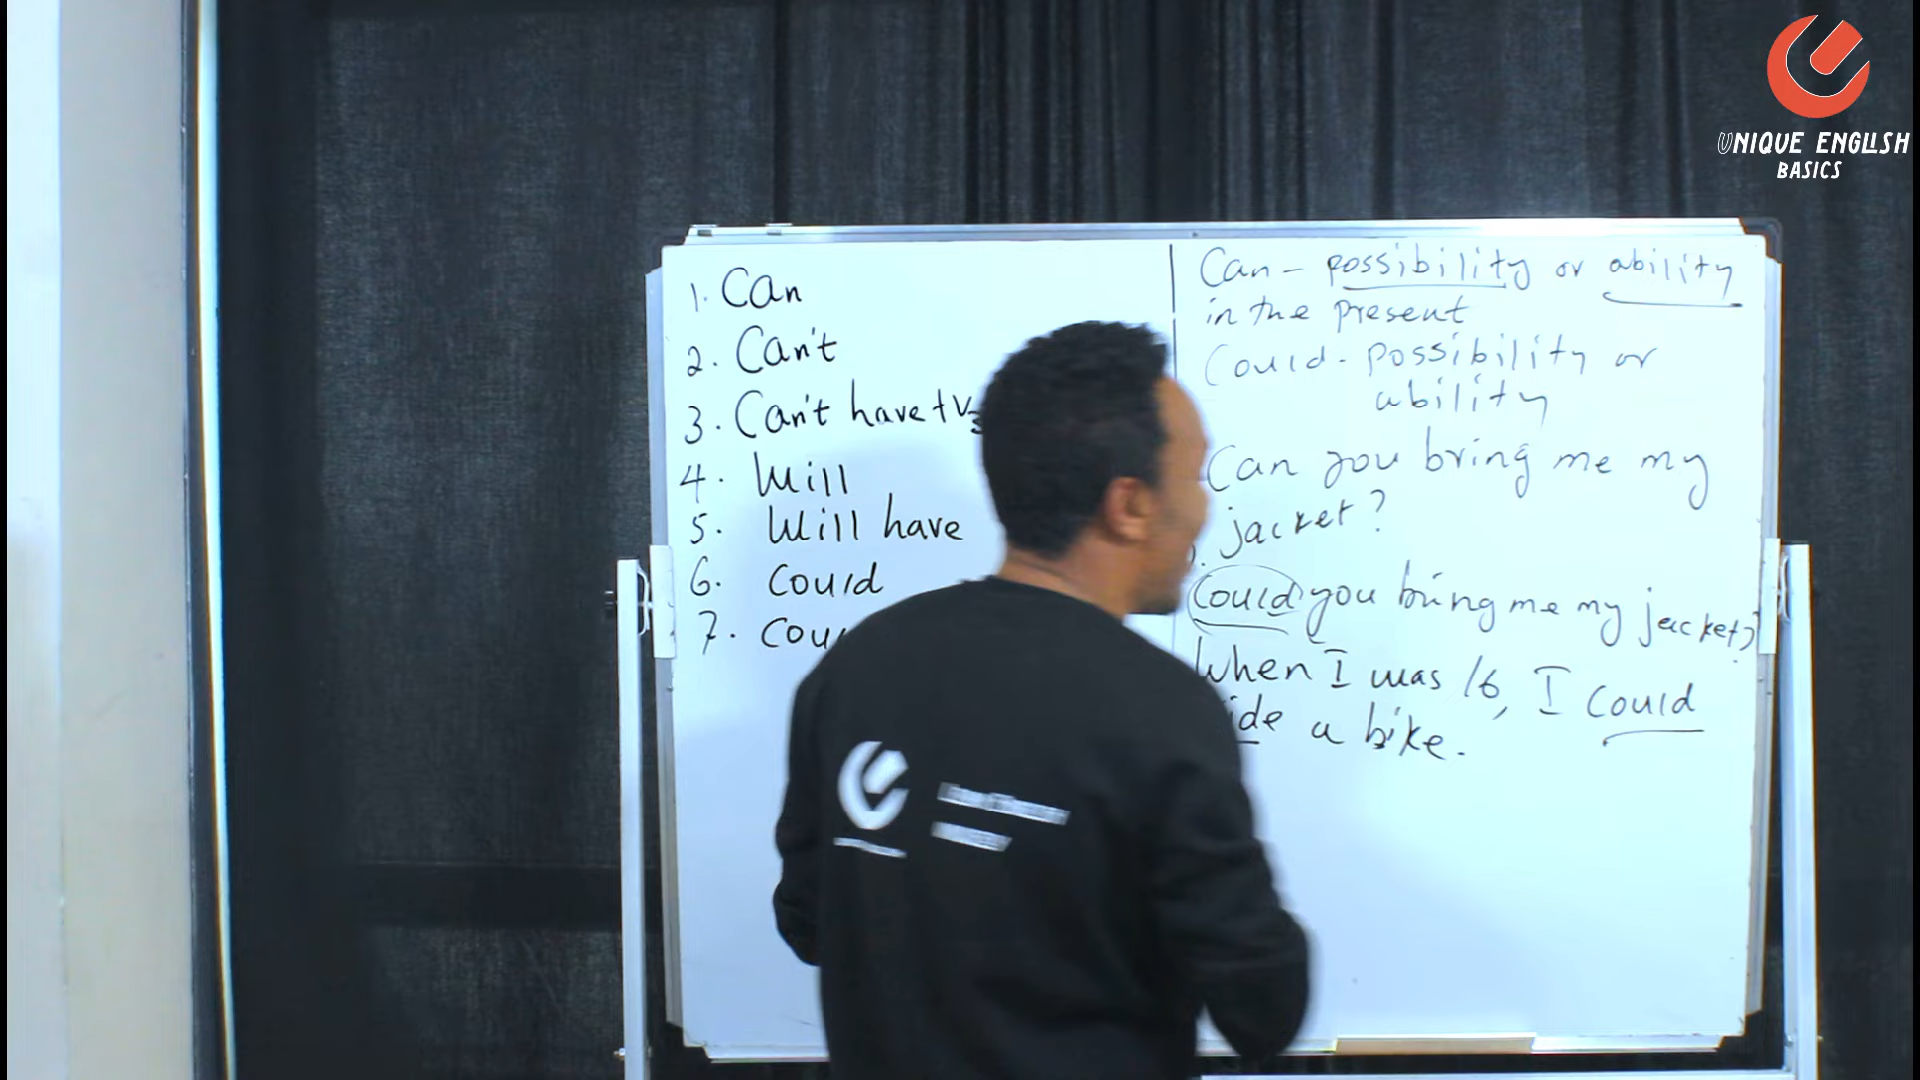 UNIQUE ENGLISH
BASICS
1. Can
2. Can't
3. Can't have + V3
4. Will
5. Will have
6. Could
7.
Can - possibility or ability
in the present
Could - possibility or
ability
Can you bring me my
jacket?
Could you bring me my jacket?
When I was 16, I could
a bike.